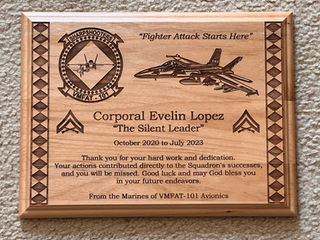 "Fighter Attack Starts Here"
SHARPSHOOTERS
VMFAT-101
Corporal Evelin Lopez
"The Silent Leader"
October 2020 to July 2023
Thank you for your hard work and dedication.
Your actions contributed directly to the Squadron's successes,
and you will be missed. Good luck and may God bless you
in your future endeavors.
From the Marines of VMFAT-101 Avionics